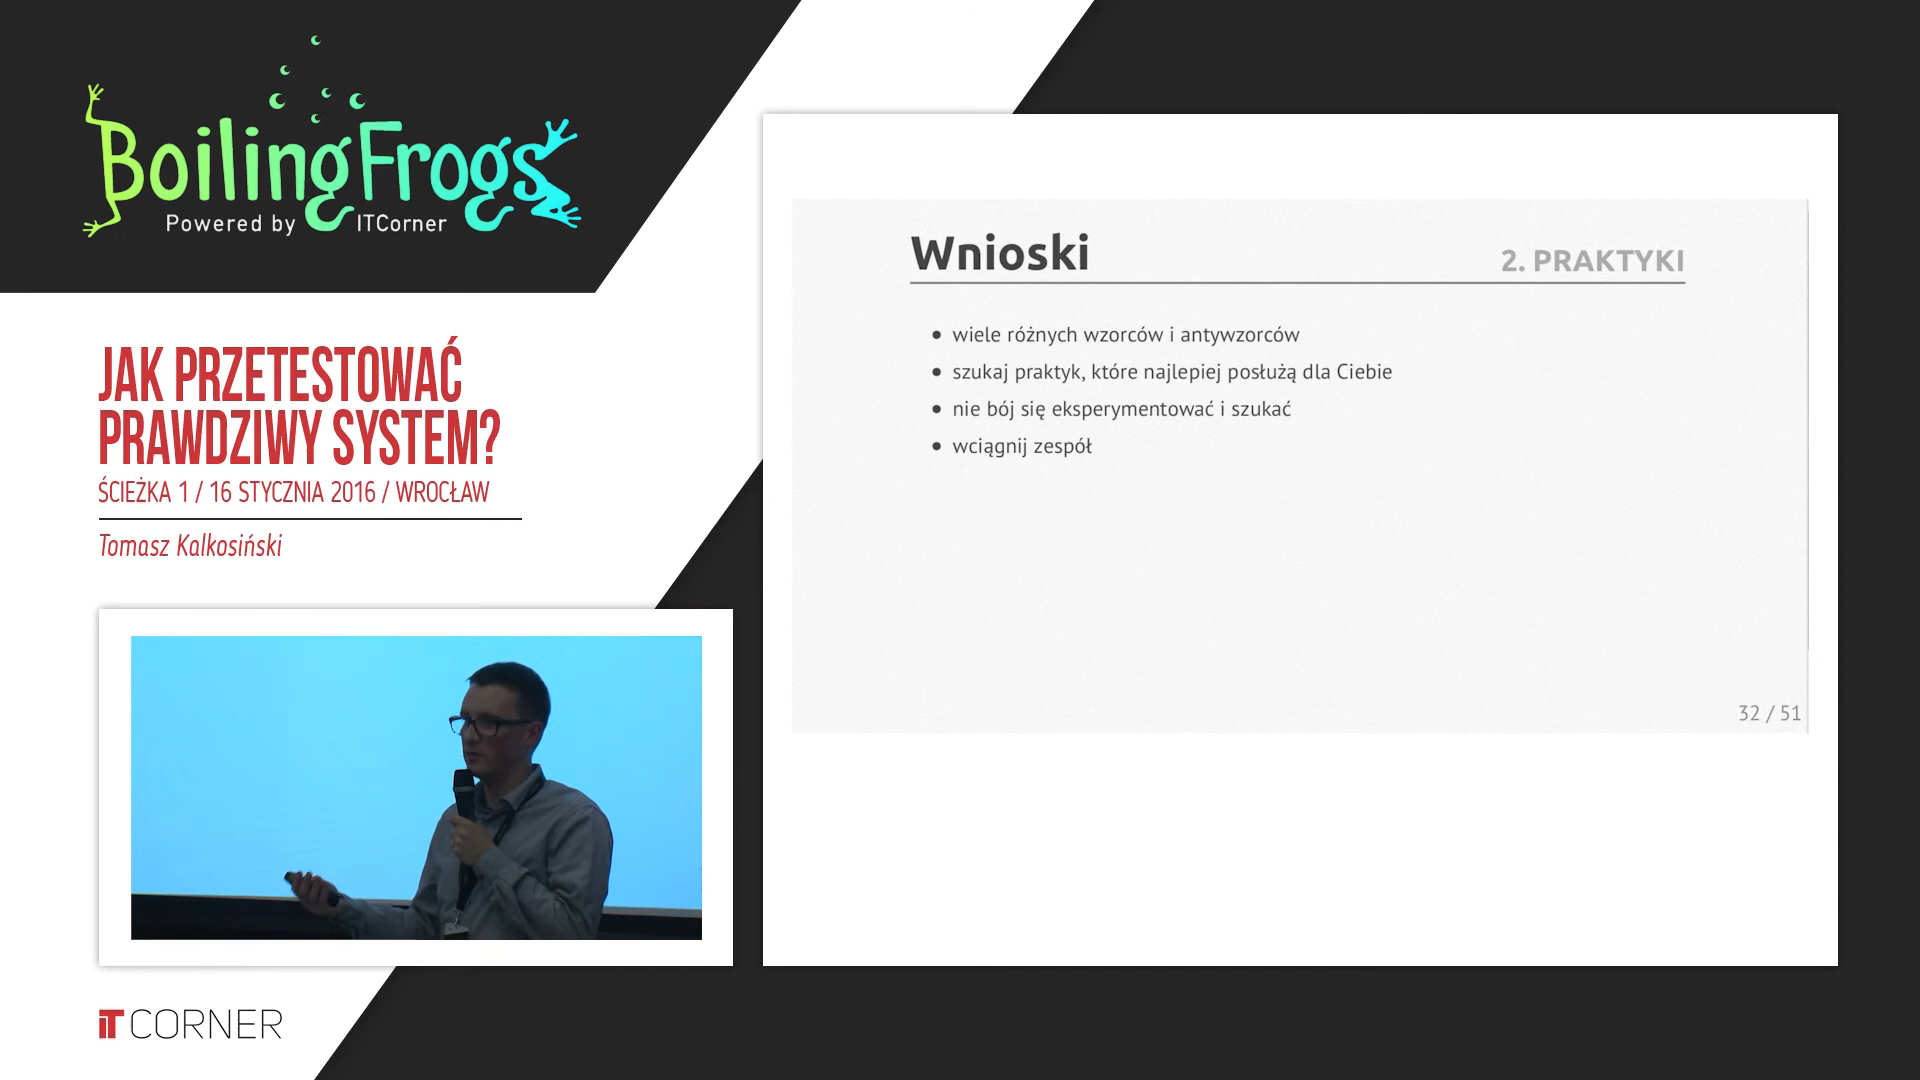 BoilingFrogs
Powered by ITCorner
JAK PRZETESTOWAĆ
PRAWDZIWY SYSTEM?
ŚCIEŻKA 1 / 16 STYCZNIA 2016 / WROCŁAW
Tomasz Kalkosiński
IT CORNER
Wnioski
2. PRAKTYKI
• wiele różnych wzorców i antywzorców
• szukaj praktyk, które najlepiej posłużą dla Ciebie
• nie bój się eksperymentować i szukać
• wciągnij zespół
32 / 51